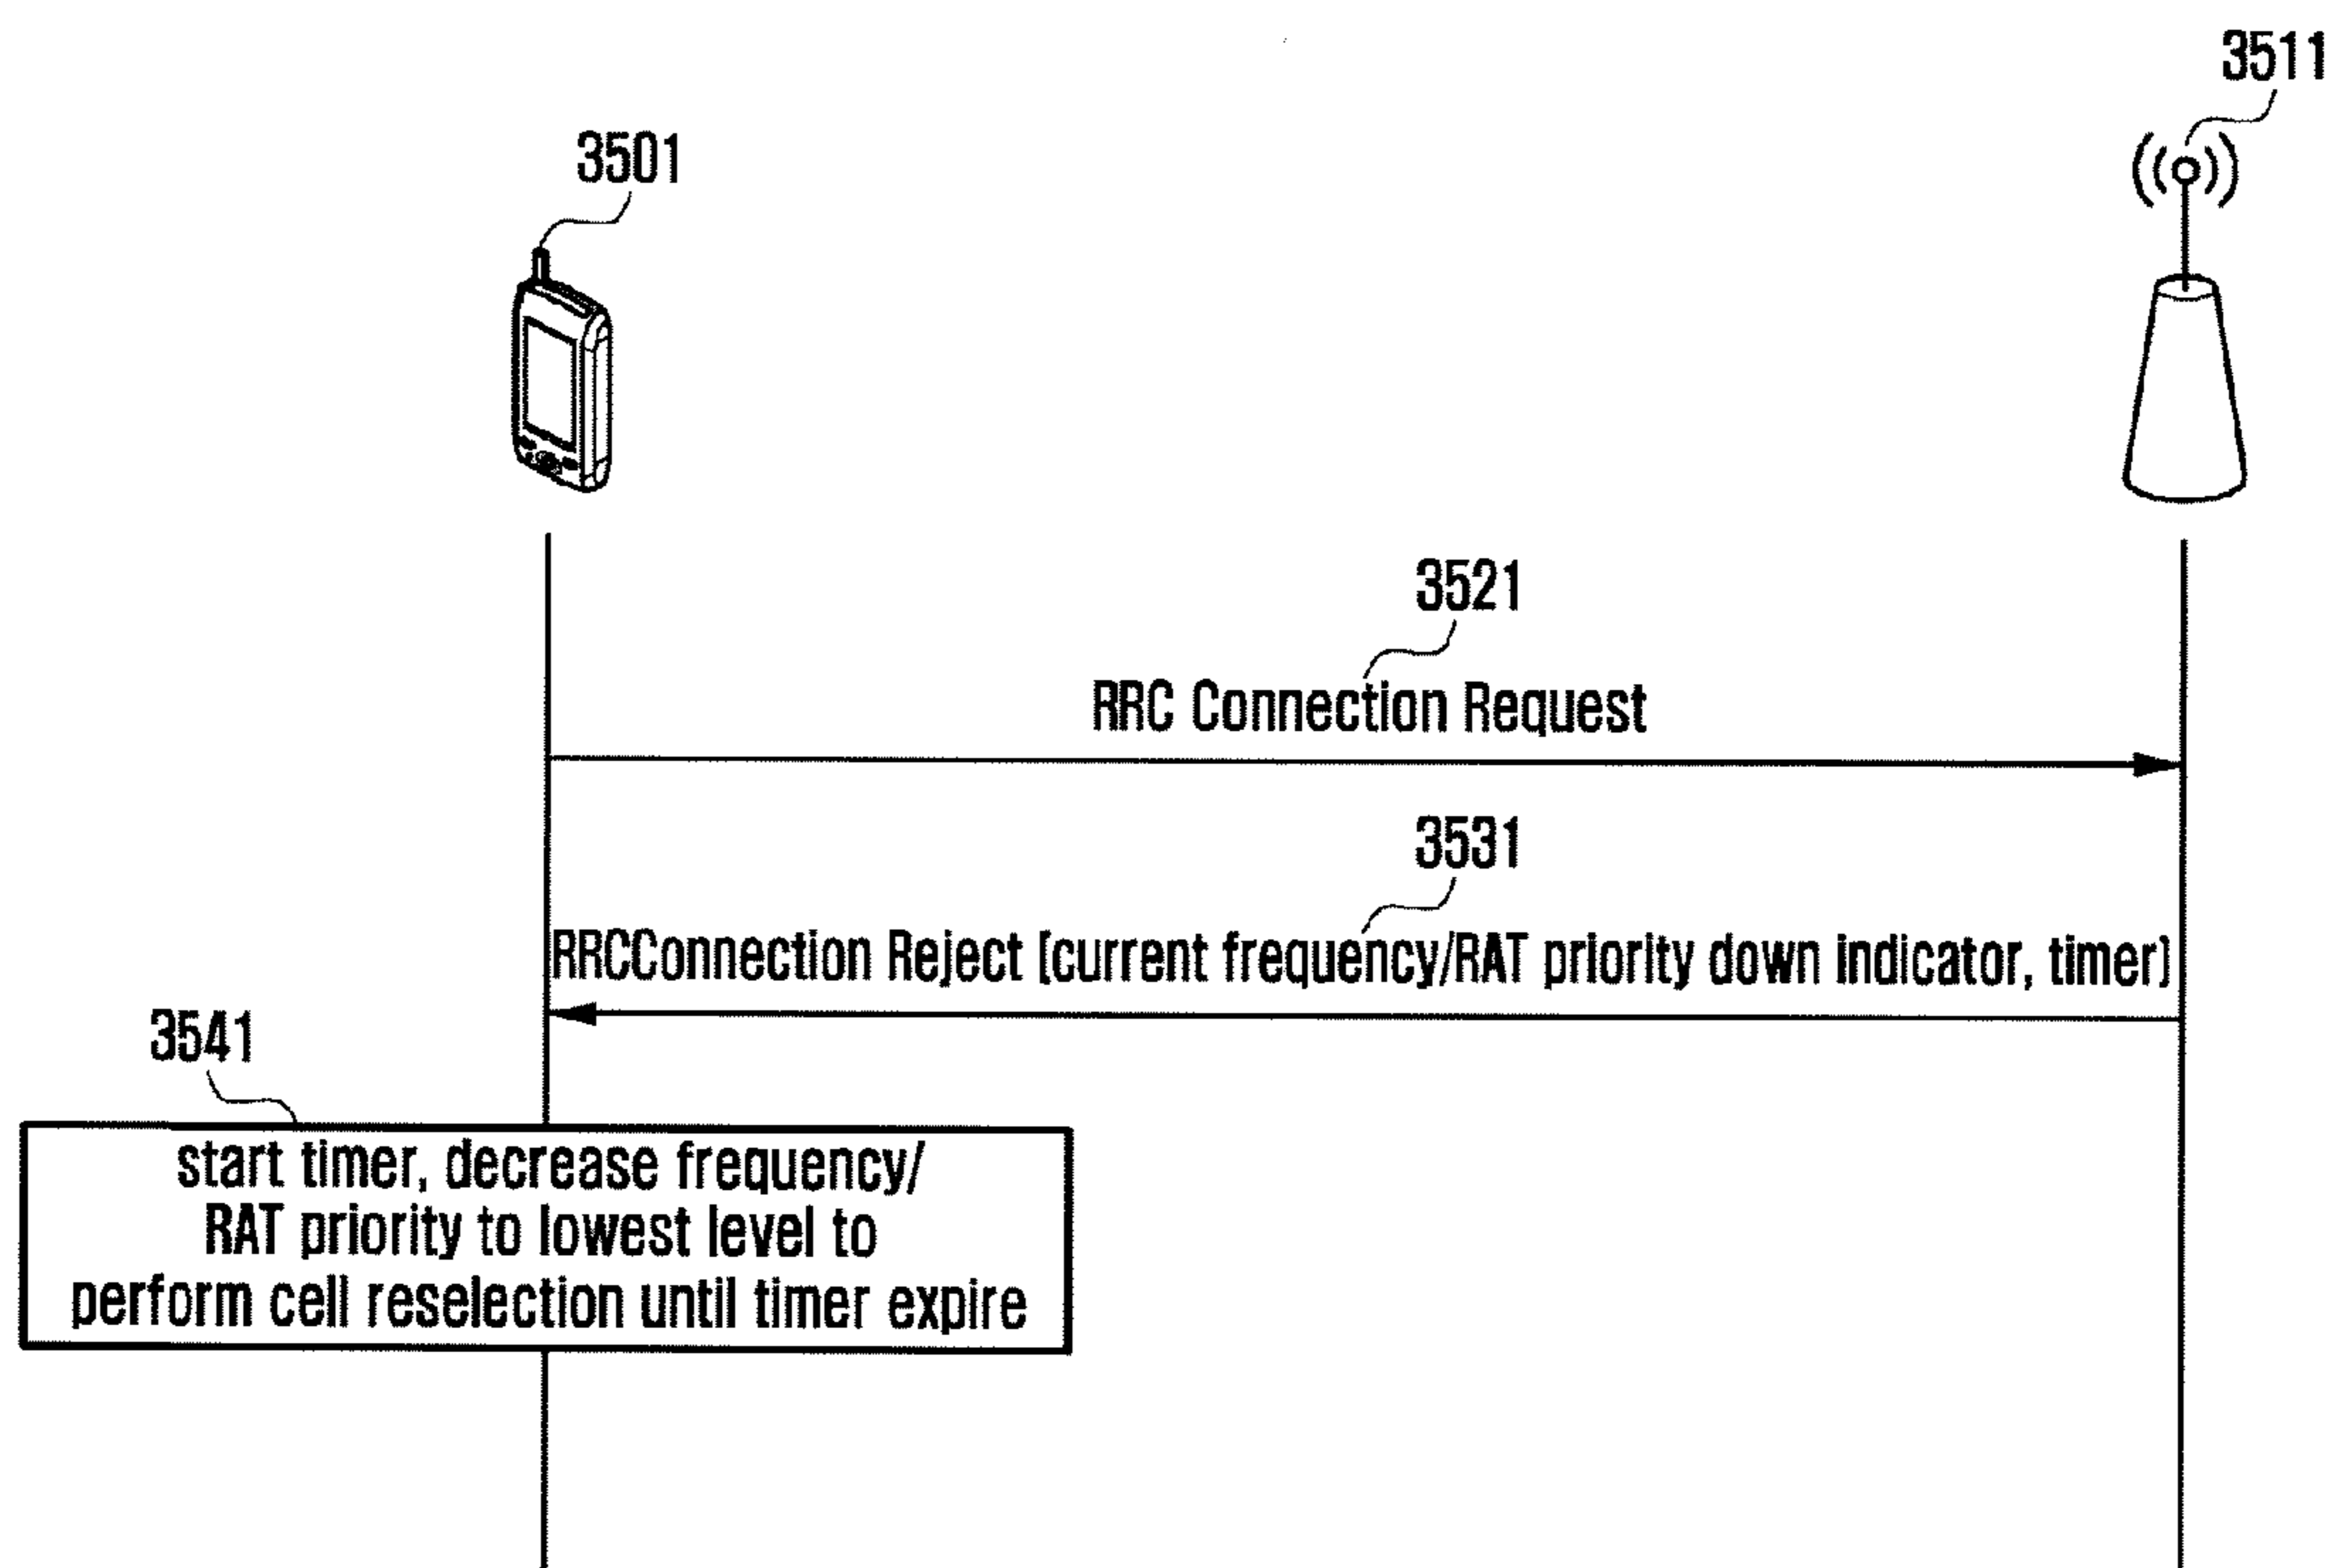 3511
3501
3521
RRC Connection Request
3531
RRCConnection Reject [current frequency/RAT priority down indicator, timer]
3541
start timer, decrease frequency/
RAT priority to lowest level to
perform cell reselection until timer expire